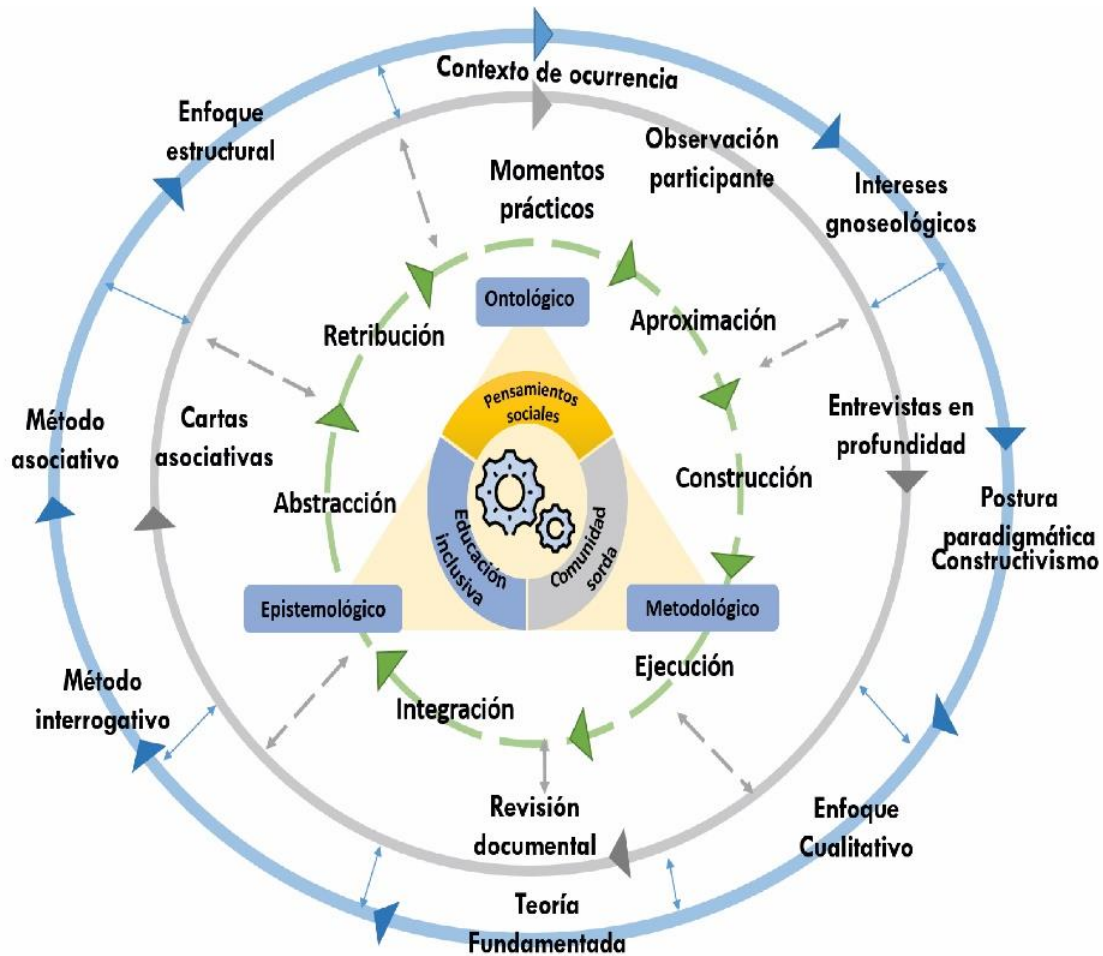 Contexto de ocurrencia
Enfoque
estructural
Observación
participante
Momentos
prácticos
Intereses
gnoseológicos
Ontológico
Retribución
Aproximación
Pensamientos
sociales
Método
asociativo
Cartas
asociativas
Entrevistas en
profundidad
Abstracción
Construcción
Postura
paradigmática
Constructivismo
Educación
inclusiva
Comunidad
sorda
Epistemológico
Metodológico
Ejecución
Método
interrogativo
Integración
Revisión
documental
Enfoque
Cualitativo
Teoría
Fundamentada